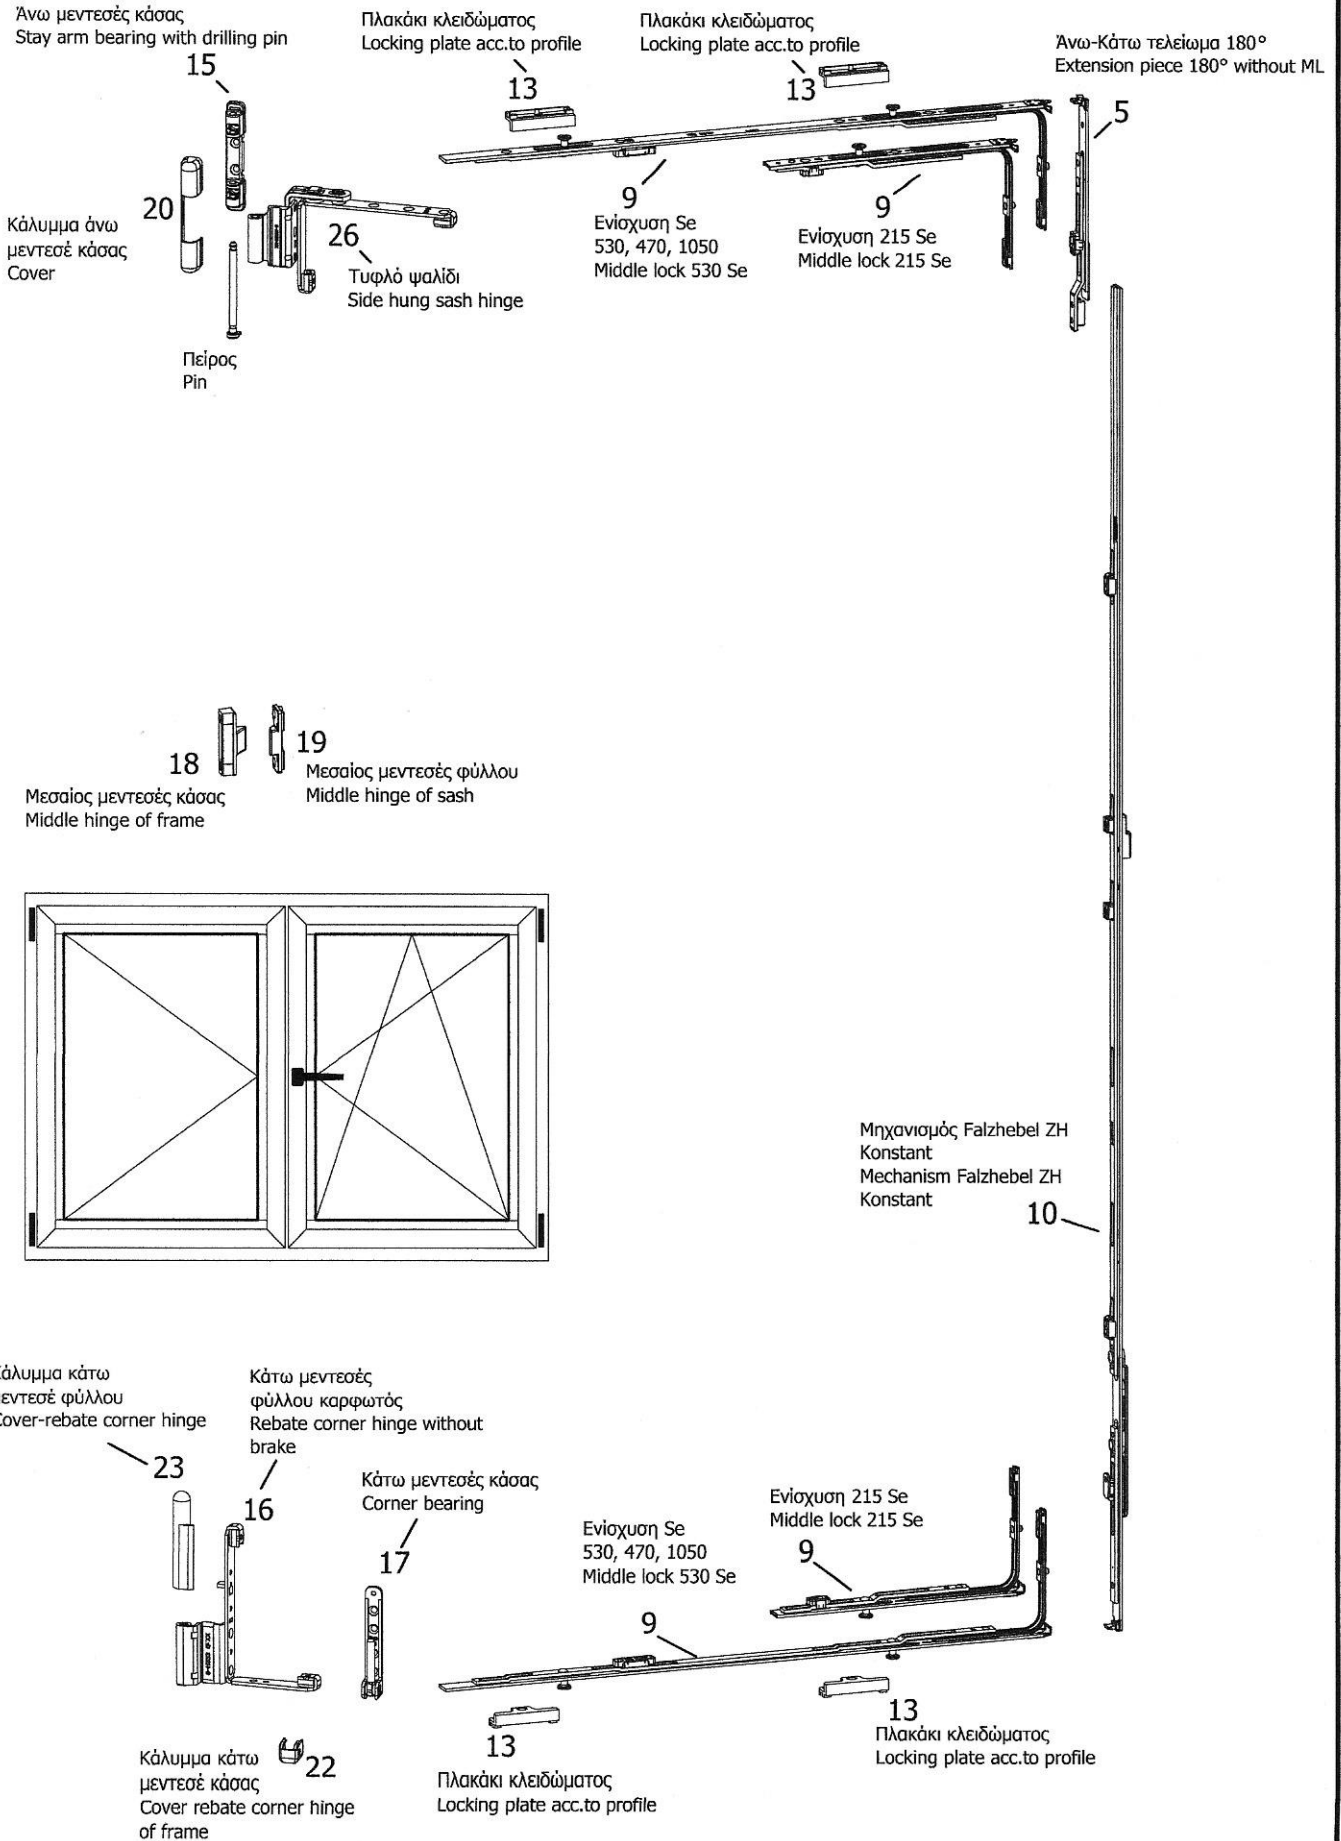 Άνω μεντεσές κάσας
Stay arm bearing with drilling pin
15
Πλακάκι κλειδώματος
Locking plate acc.to profile
13
Πλακάκι κλειδώματος
Locking plate acc.to profile
13
Άνω-Κάτω τελείωμα 180°
Extension piece 180° without ML
5
20
Κάλυμμα άνω
μεντεσέ κάσας
Cover
26
Τυφλό ψαλίδι
Side hung sash hinge
9
Ενίσχυση Se
530, 470, 1050
Middle lock 530 Se
9
Ενίσχυση 215 Se
Middle lock 215 Se
Πείρος
Pin
18
Μεσαίος μεντεσές κάσας
Middle hinge of frame
19
Μεσαίος μεντεσές φύλλου
Middle hinge of sash
Μηχανισμός Falzhebel ZH
Konstant
Mechanism Falzhebel ZH
Konstant
10
άλυμμα κάτω
εντεσέ φύλλου
over-rebate corner hinge
23
Κάτω μεντεσές
φύλλου καρφωτός
Rebate corner hinge without
brake
16
Κάτω μεντεσές κάσας
Corner bearing
17
Ενίσχυση Se
530, 470, 1050
Middle lock 530 Se
9
Ενίσχυση 215 Se
Middle lock 215 Se
9
13
Πλακάκι κλειδώματος
Locking plate acc.to profile
13
Πλακάκι κλειδώματος
Locking plate acc.to profile
22
Κάλυμμα κάτω
μεντεσέ κάσας
Cover rebate corner hinge
of frame